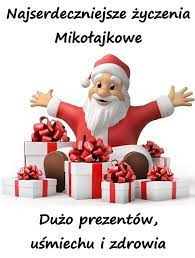 Najserdeczniejsze życzenia
Mikołajkowe
Dużo prezentów,
uśmiechu i zdrowia